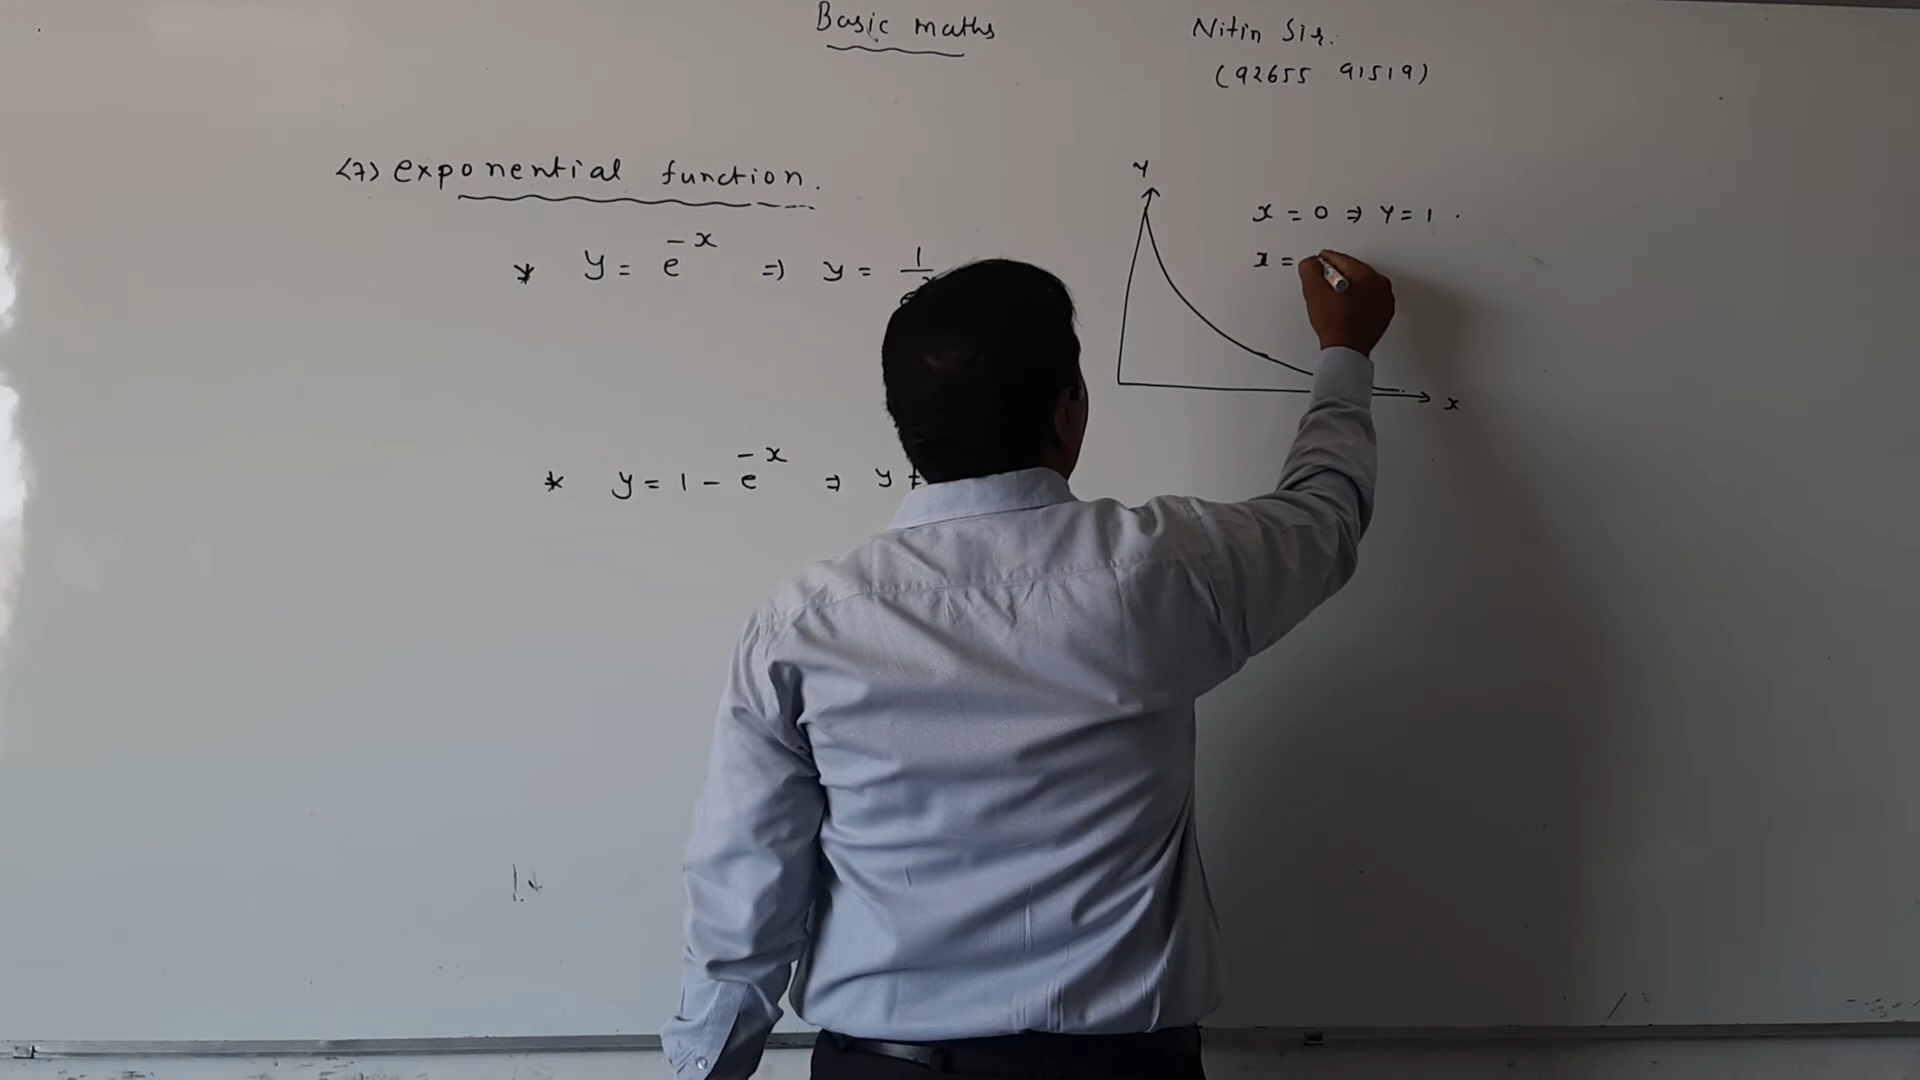 Basic maths
Nitin Sir.
(92655 91519)
<7> exponential function.
* y = e^-x ⇒ y = 1/e
y
x = 0 ⇒ y = 1 .
x =
x
* y = 1 - e^-x ⇒ y =